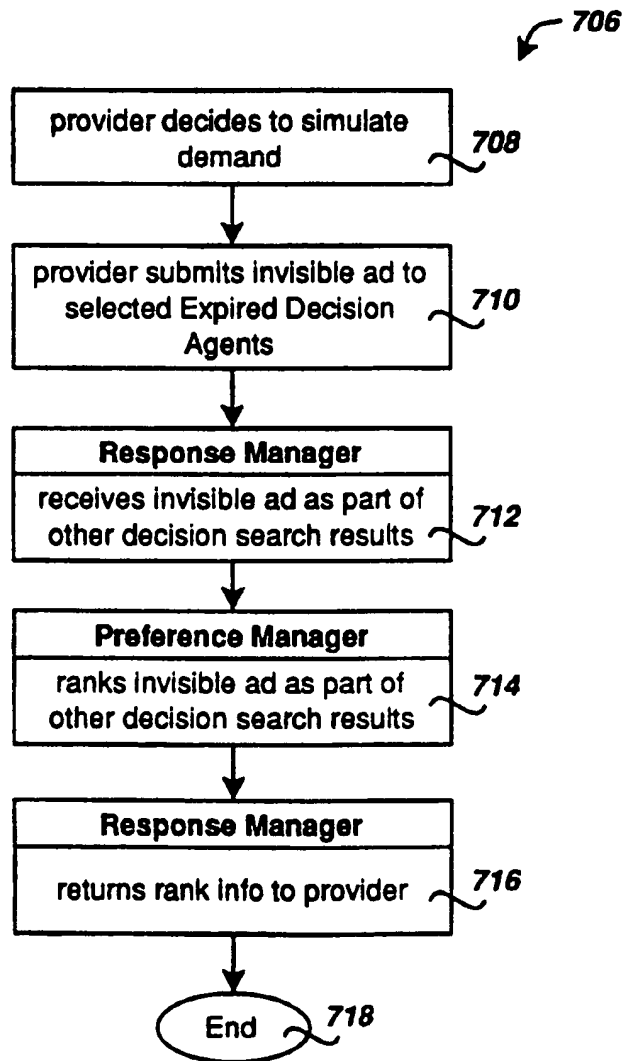 706
provider decides to simulate
demand
708
provider submits invisible ad to
selected Expired Decision
Agents
710
Response Manager
receives invisible ad as part of
other decision search results
712
Preference Manager
ranks invisible ad as part of
other decision search results
714
Response Manager
returns rank info to provider
716
End
718